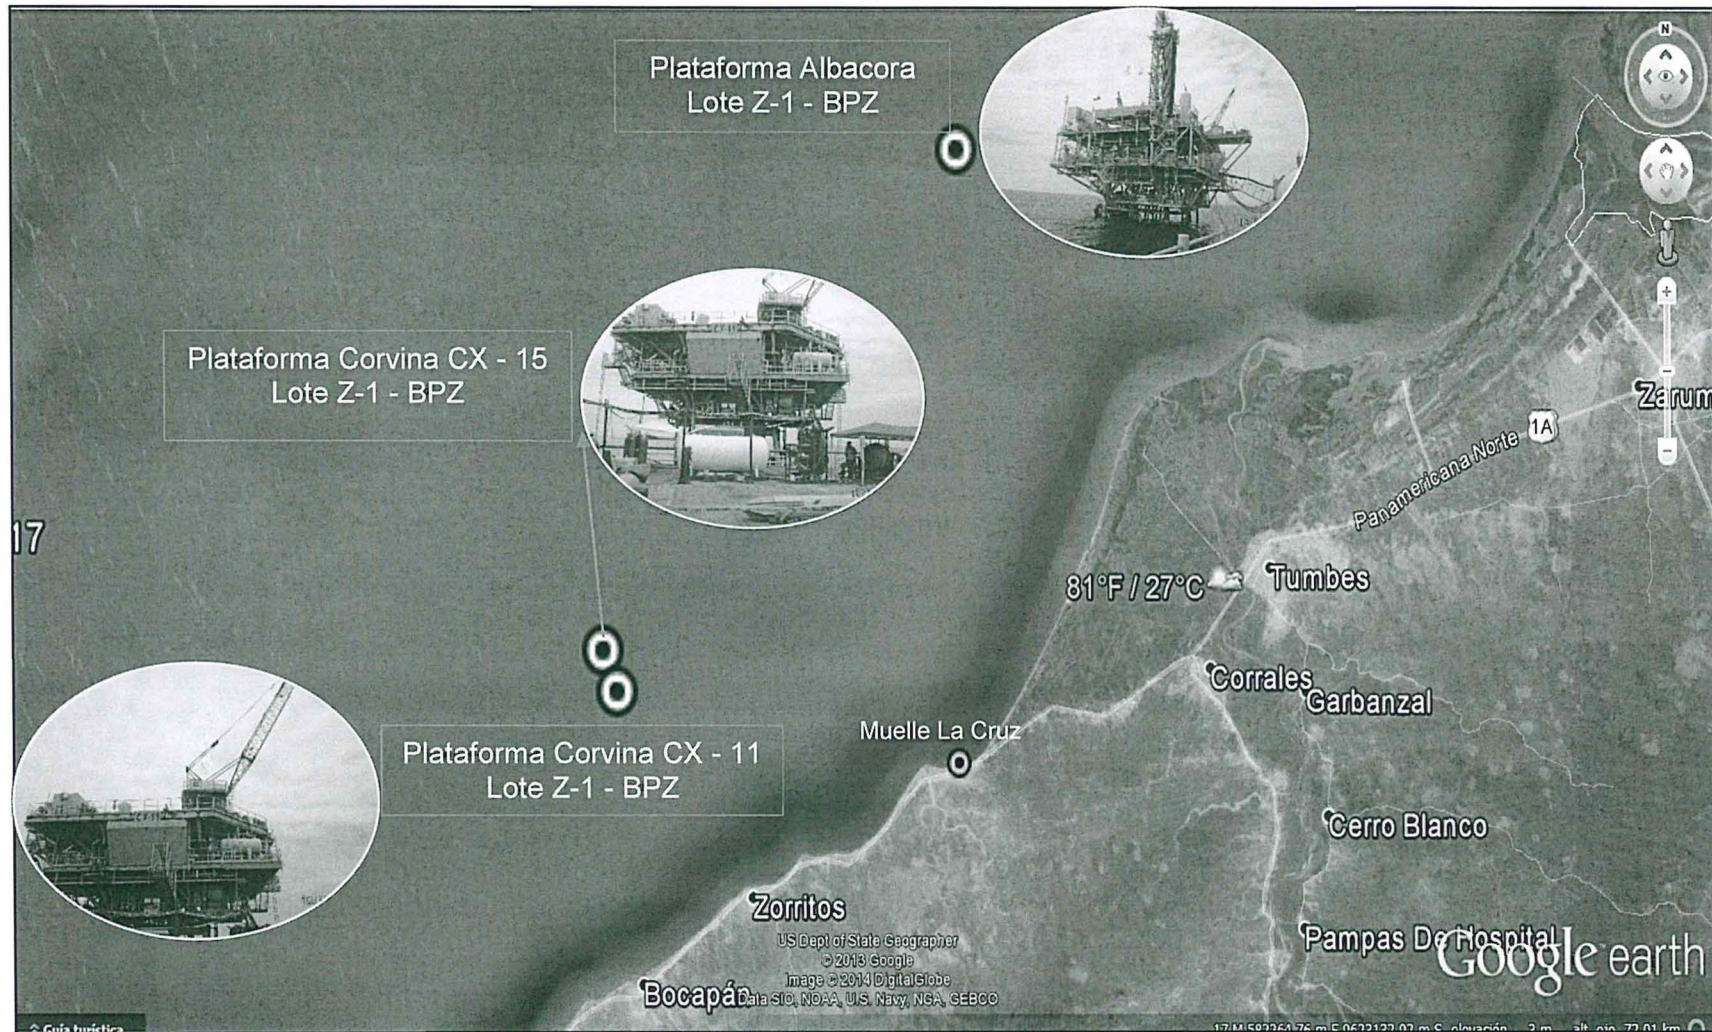 N
Plataforma Albacora
Lote Z-1 - BPZ
Plataforma Corvina CX - 15
Lote Z-1 - BPZ
Zarum
1A
Panamericana Norte
17
81°F / 27°C
Tumbes
Corrales
Garbanzal
Muelle La Cruz
Plataforma Corvina CX - 11
Lote Z-1 - BPZ
Cerro Blanco
Zorritos
Pampas De Hospital
US Dept of State Geographer
© 2013 Google
Image © 2014 DigitalGlobe
Data SIO, NOAA, U.S. Navy, NGA, GEBCO
Google earth
Bocapán
Guía turística